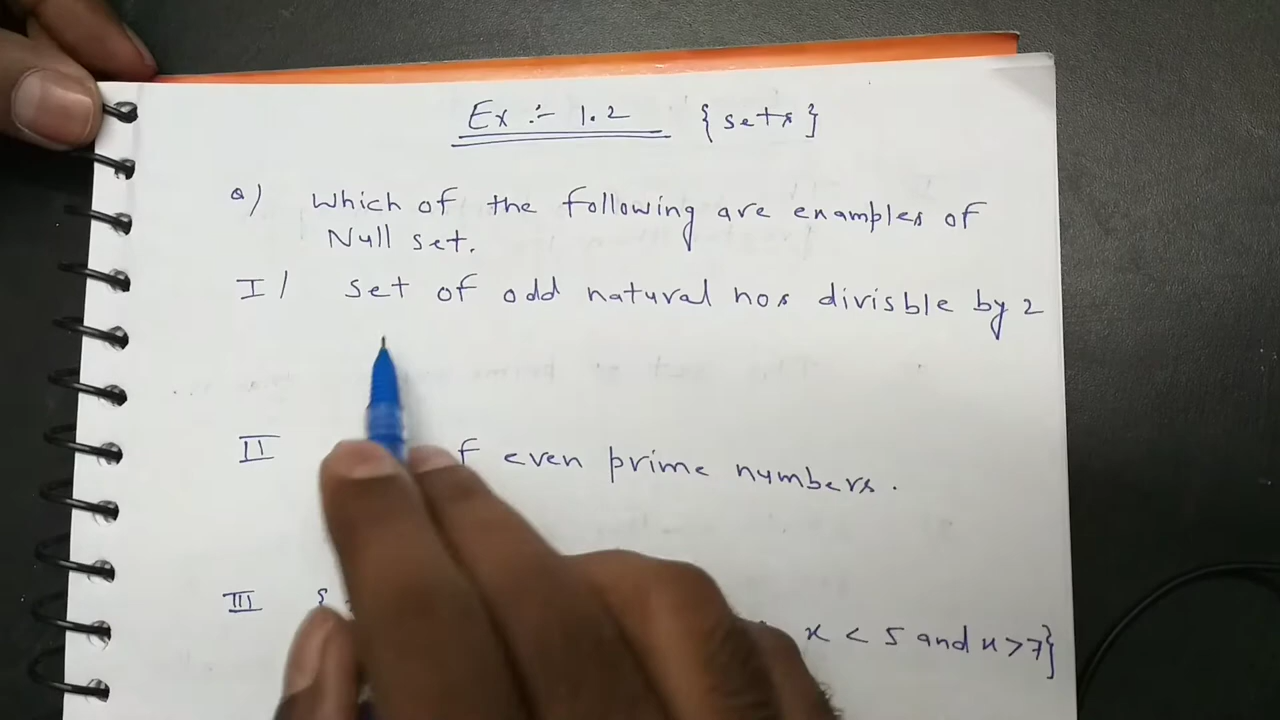 Ex :- 1.2 {sets}
Q) Which of the following are examples of
Null set.
I) set of odd natural nos divisble by 2
II f even prime numbers.
III { x < 5 and x > 7}